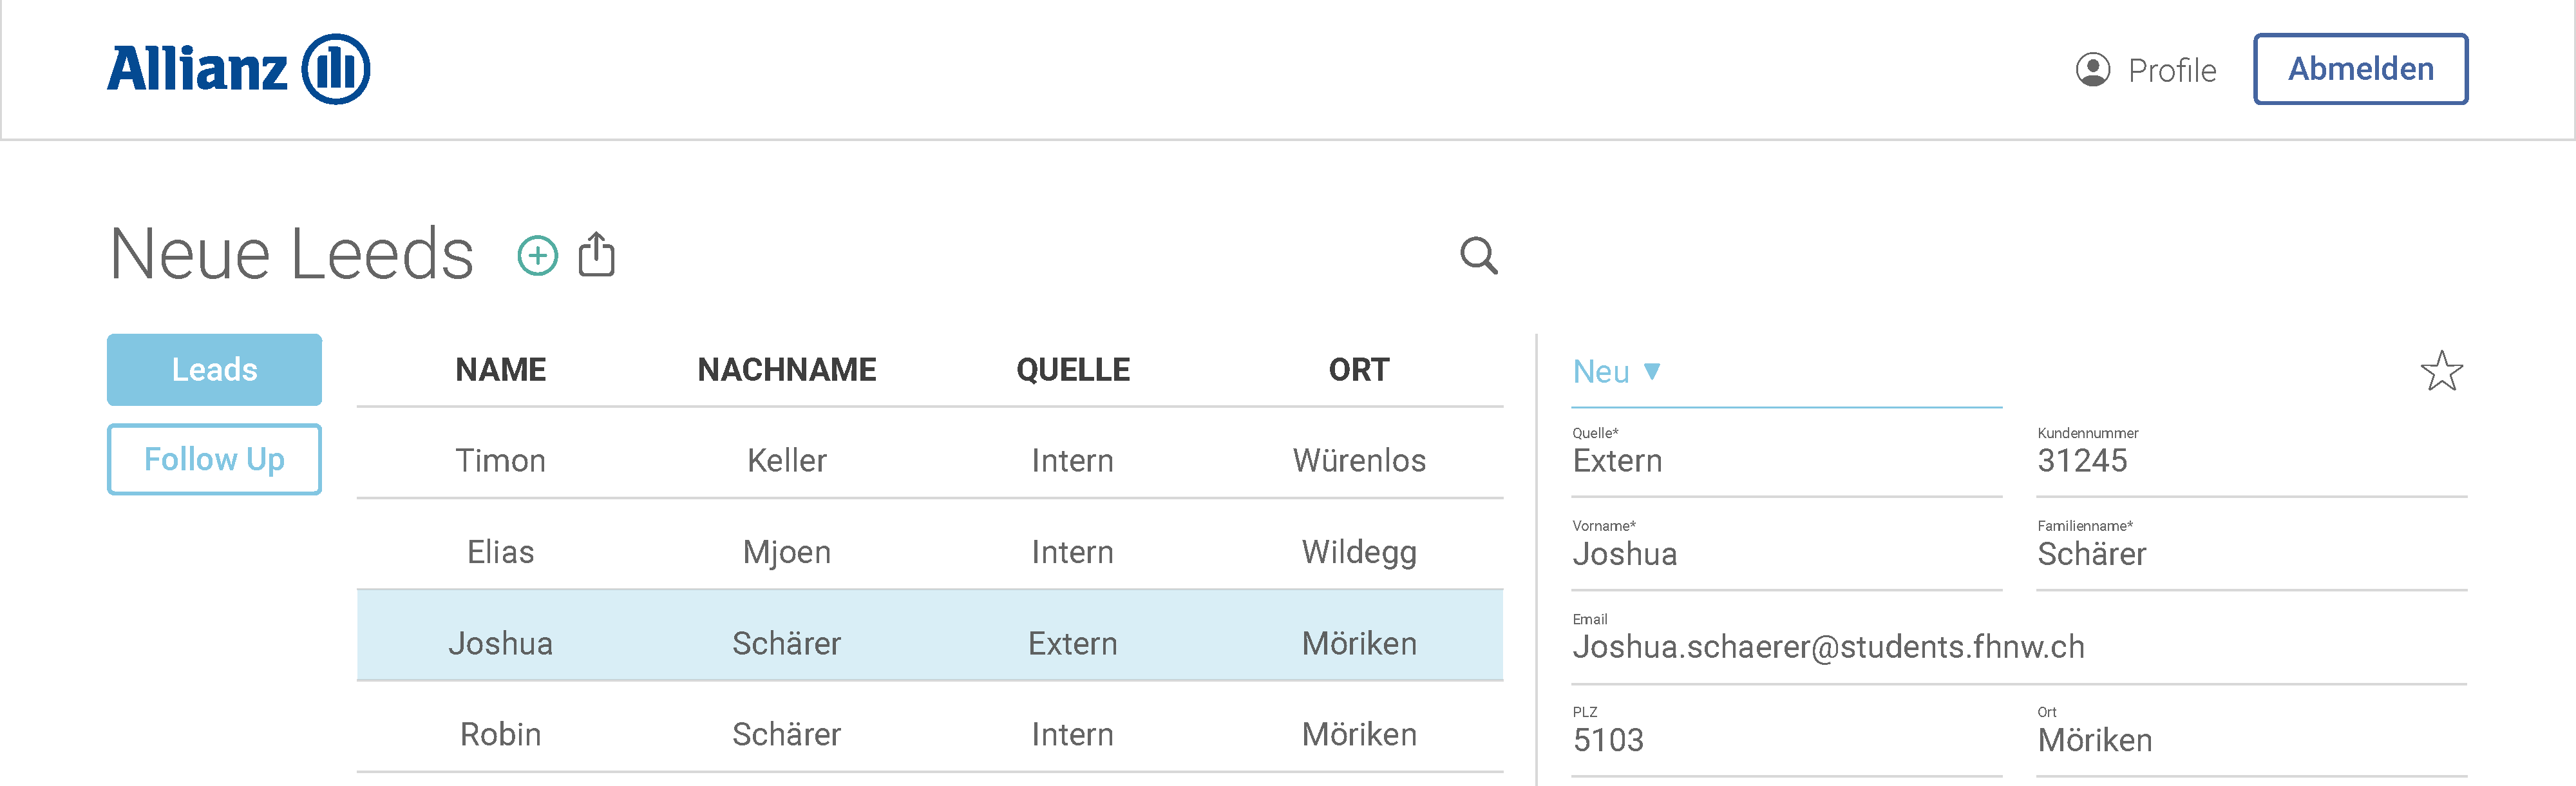 Allianz
Profile
Abmelden
Neue Leeds
Leads
Follow Up
NAME NACHNAME QUELLE ORT
Timon Keller Intern Würenlos
Elias Mjoen Intern Wildegg
Joshua Schärer Extern Möriken
Robin Schärer Intern Möriken
Neu ▼
Quelle* Kundennummer
Extern 31245
Vorname* Familienname*
Joshua Schärer
Email
Joshua.schaerer@students.fhnw.ch
PLZ Ort
5103 Möriken